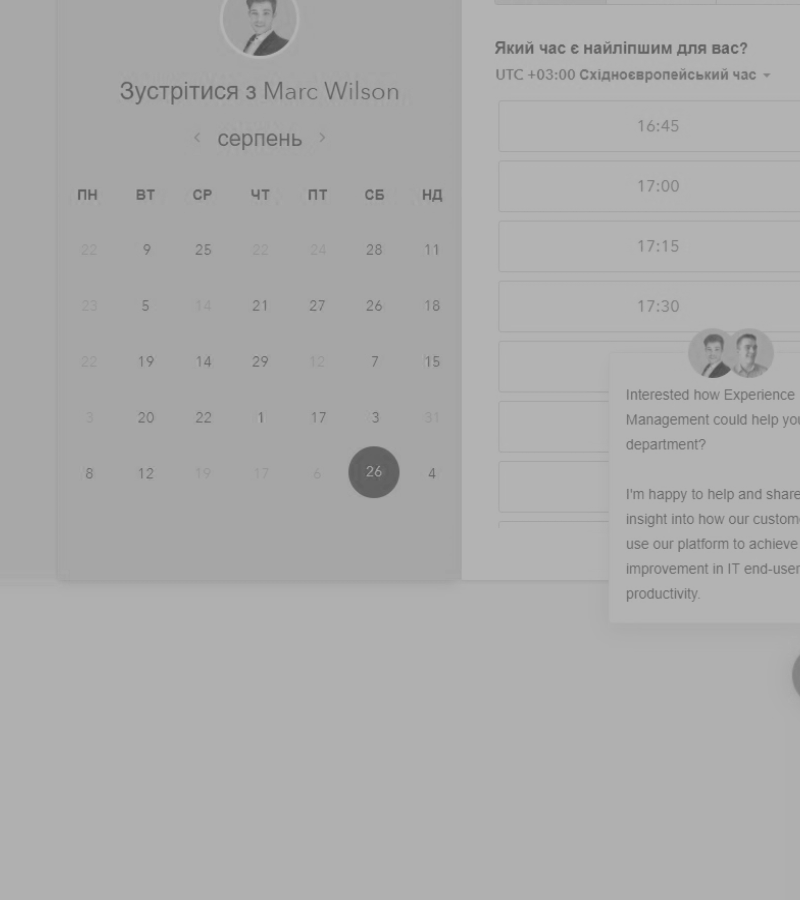 Зустрітися з Marc Wilson
серпень
ПН ВТ СР ЧТ ПТ СБ НД
22 9 25 22 24 28 11
23 5 14 21 27 26 18
22 19 14 29 12 7 15
3 20 22 1 17 3 31
8 12 19 17 6 26 4
Який час є найліпшим для вас?
UTC +03:00 Східноєвропейський час
16:45
17:00
17:15
17:30
Interested how Experience
Management could help you
department?
I'm happy to help and share
insight into how our custome
use our platform to achieve
improvement in IT end-user
productivity.